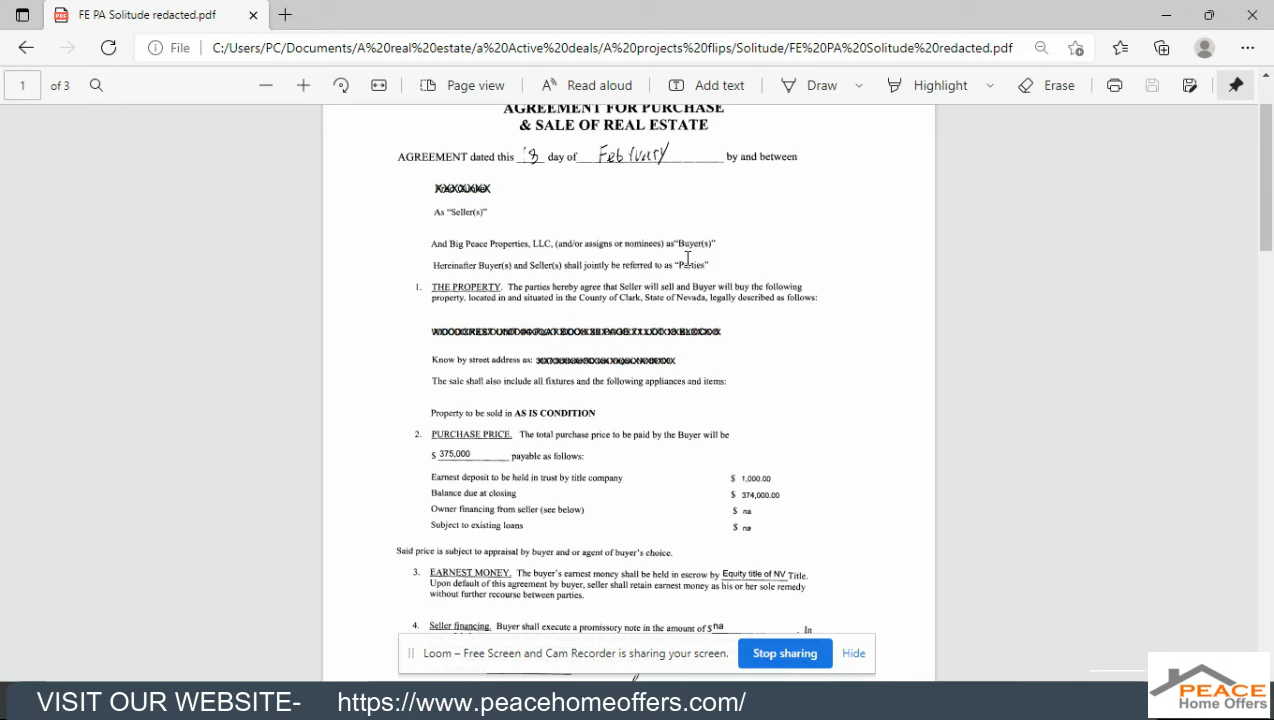 FE PA Solitude redacted.pdf
File
C:/Users/PC/Documents/A%20real%20estate/a%20Active%20deals/A%20projects%20flips/Solitude/FE%20PA%20Solitude%20redacted.pdf
1 of 3
Page view
Read aloud
Add text
Draw
Highlight
Erase
AGREEMENT FOR PURCHASE
& SALE OF REAL ESTATE
AGREEMENT dated this day of February by and between
As "Seller(s)"
And Big Peace Properties, LLC, (and/or assigns or nominees) as"Buyer(s)"
Hereinafter Buyer(s) and Seller(s) shall jointly be referred to as "Parties"
1. THE PROPERTY. The parties hereby agree that Seller will sell and Buyer will buy the following
property, located in and situated in the County of Clark, State of Nevada, legally described as follows:
Know by street address as:
The sale shall also include all fixtures and the following appliances and items:
Property to be sold in AS IS CONDITION
2. PURCHASE PRICE. The total purchase price to be paid by the Buyer will be
$ 375,000 payable as follows:
Earnest deposit to be held in trust by title company $ 1,000.00
Balance due at closing $ 374,000.00
Owner financing from seller (see below) $ na
Subject to existing loans $ na
Said price is subject to appraisal by buyer and or agent of buyer's choice.
3. EARNEST MONEY. The buyer's earnest money shall be held in escrow by Equity title of NV Title.
Upon default of this agreement by buyer, seller shall retain earnest money as his or her sole remedy
without further recourse between parties.
4. Seller financing. Buyer shall execute a promissory note in the amount of $na In
Loom – Free Screen and Cam Recorder is sharing your screen.
Stop sharing
Hide
VISIT OUR WEBSITE- https://www.peacehomeoffers.com/
PEACE
Home Offers